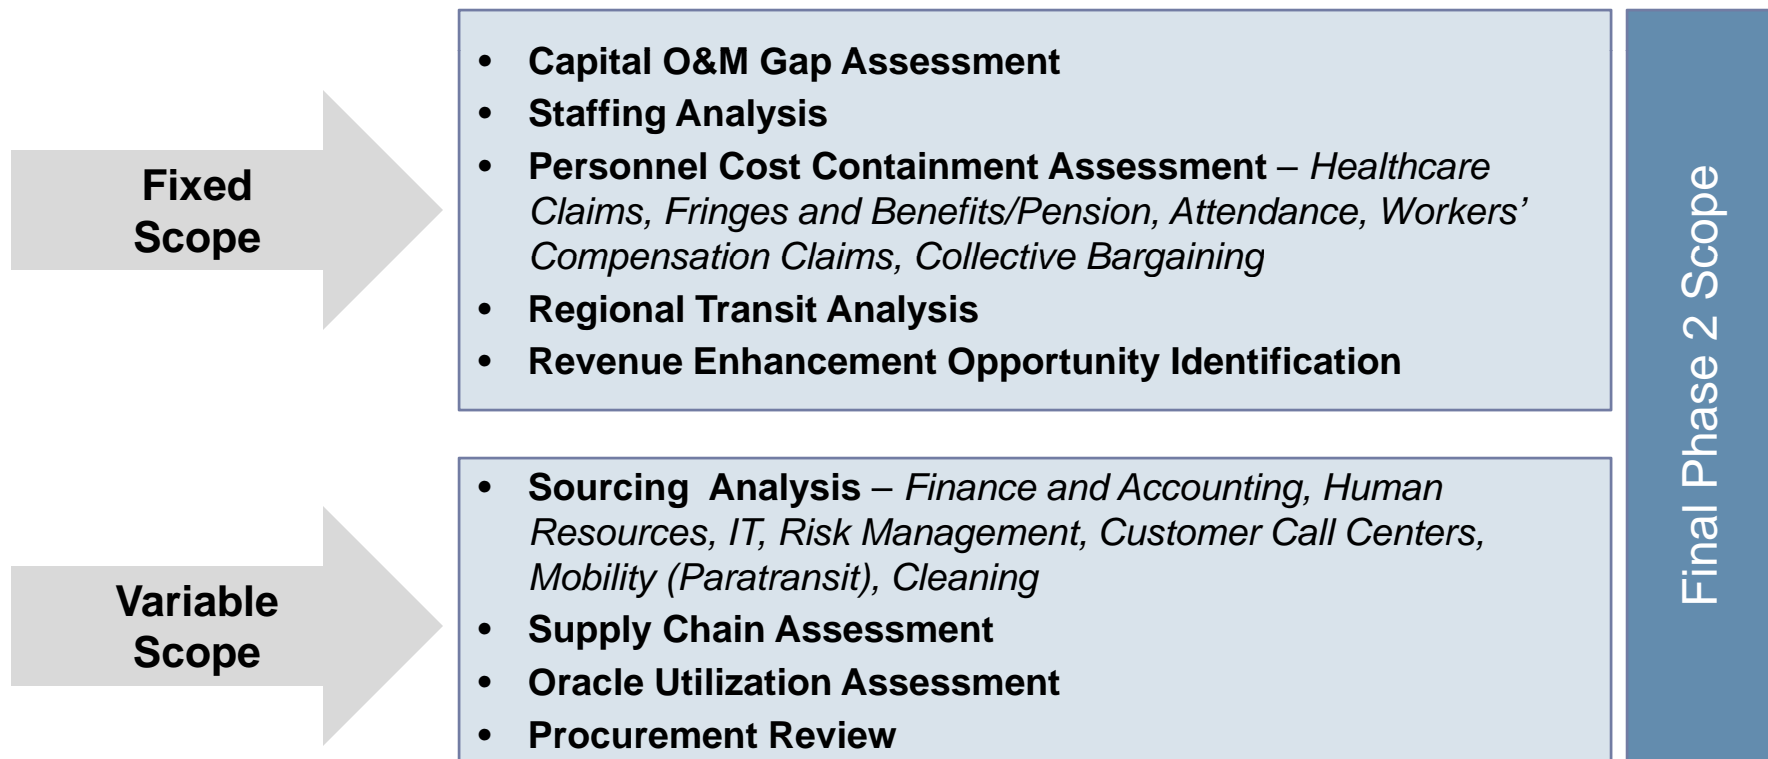 Fixed
Scope
• Capital O&M Gap Assessment
• Staffing Analysis
• Personnel Cost Containment Assessment – Healthcare
Claims, Fringes and Benefits/Pension, Attendance, Workers’
Compensation Claims, Collective Bargaining
• Regional Transit Analysis
• Revenue Enhancement Opportunity Identification
Variable
Scope
• Sourcing  Analysis – Finance and Accounting, Human
Resources, IT, Risk Management, Customer Call Centers,
Mobility (Paratransit), Cleaning
• Supply Chain Assessment
• Oracle Utilization Assessment
• Procurement Review
Final Phase 2 Scope